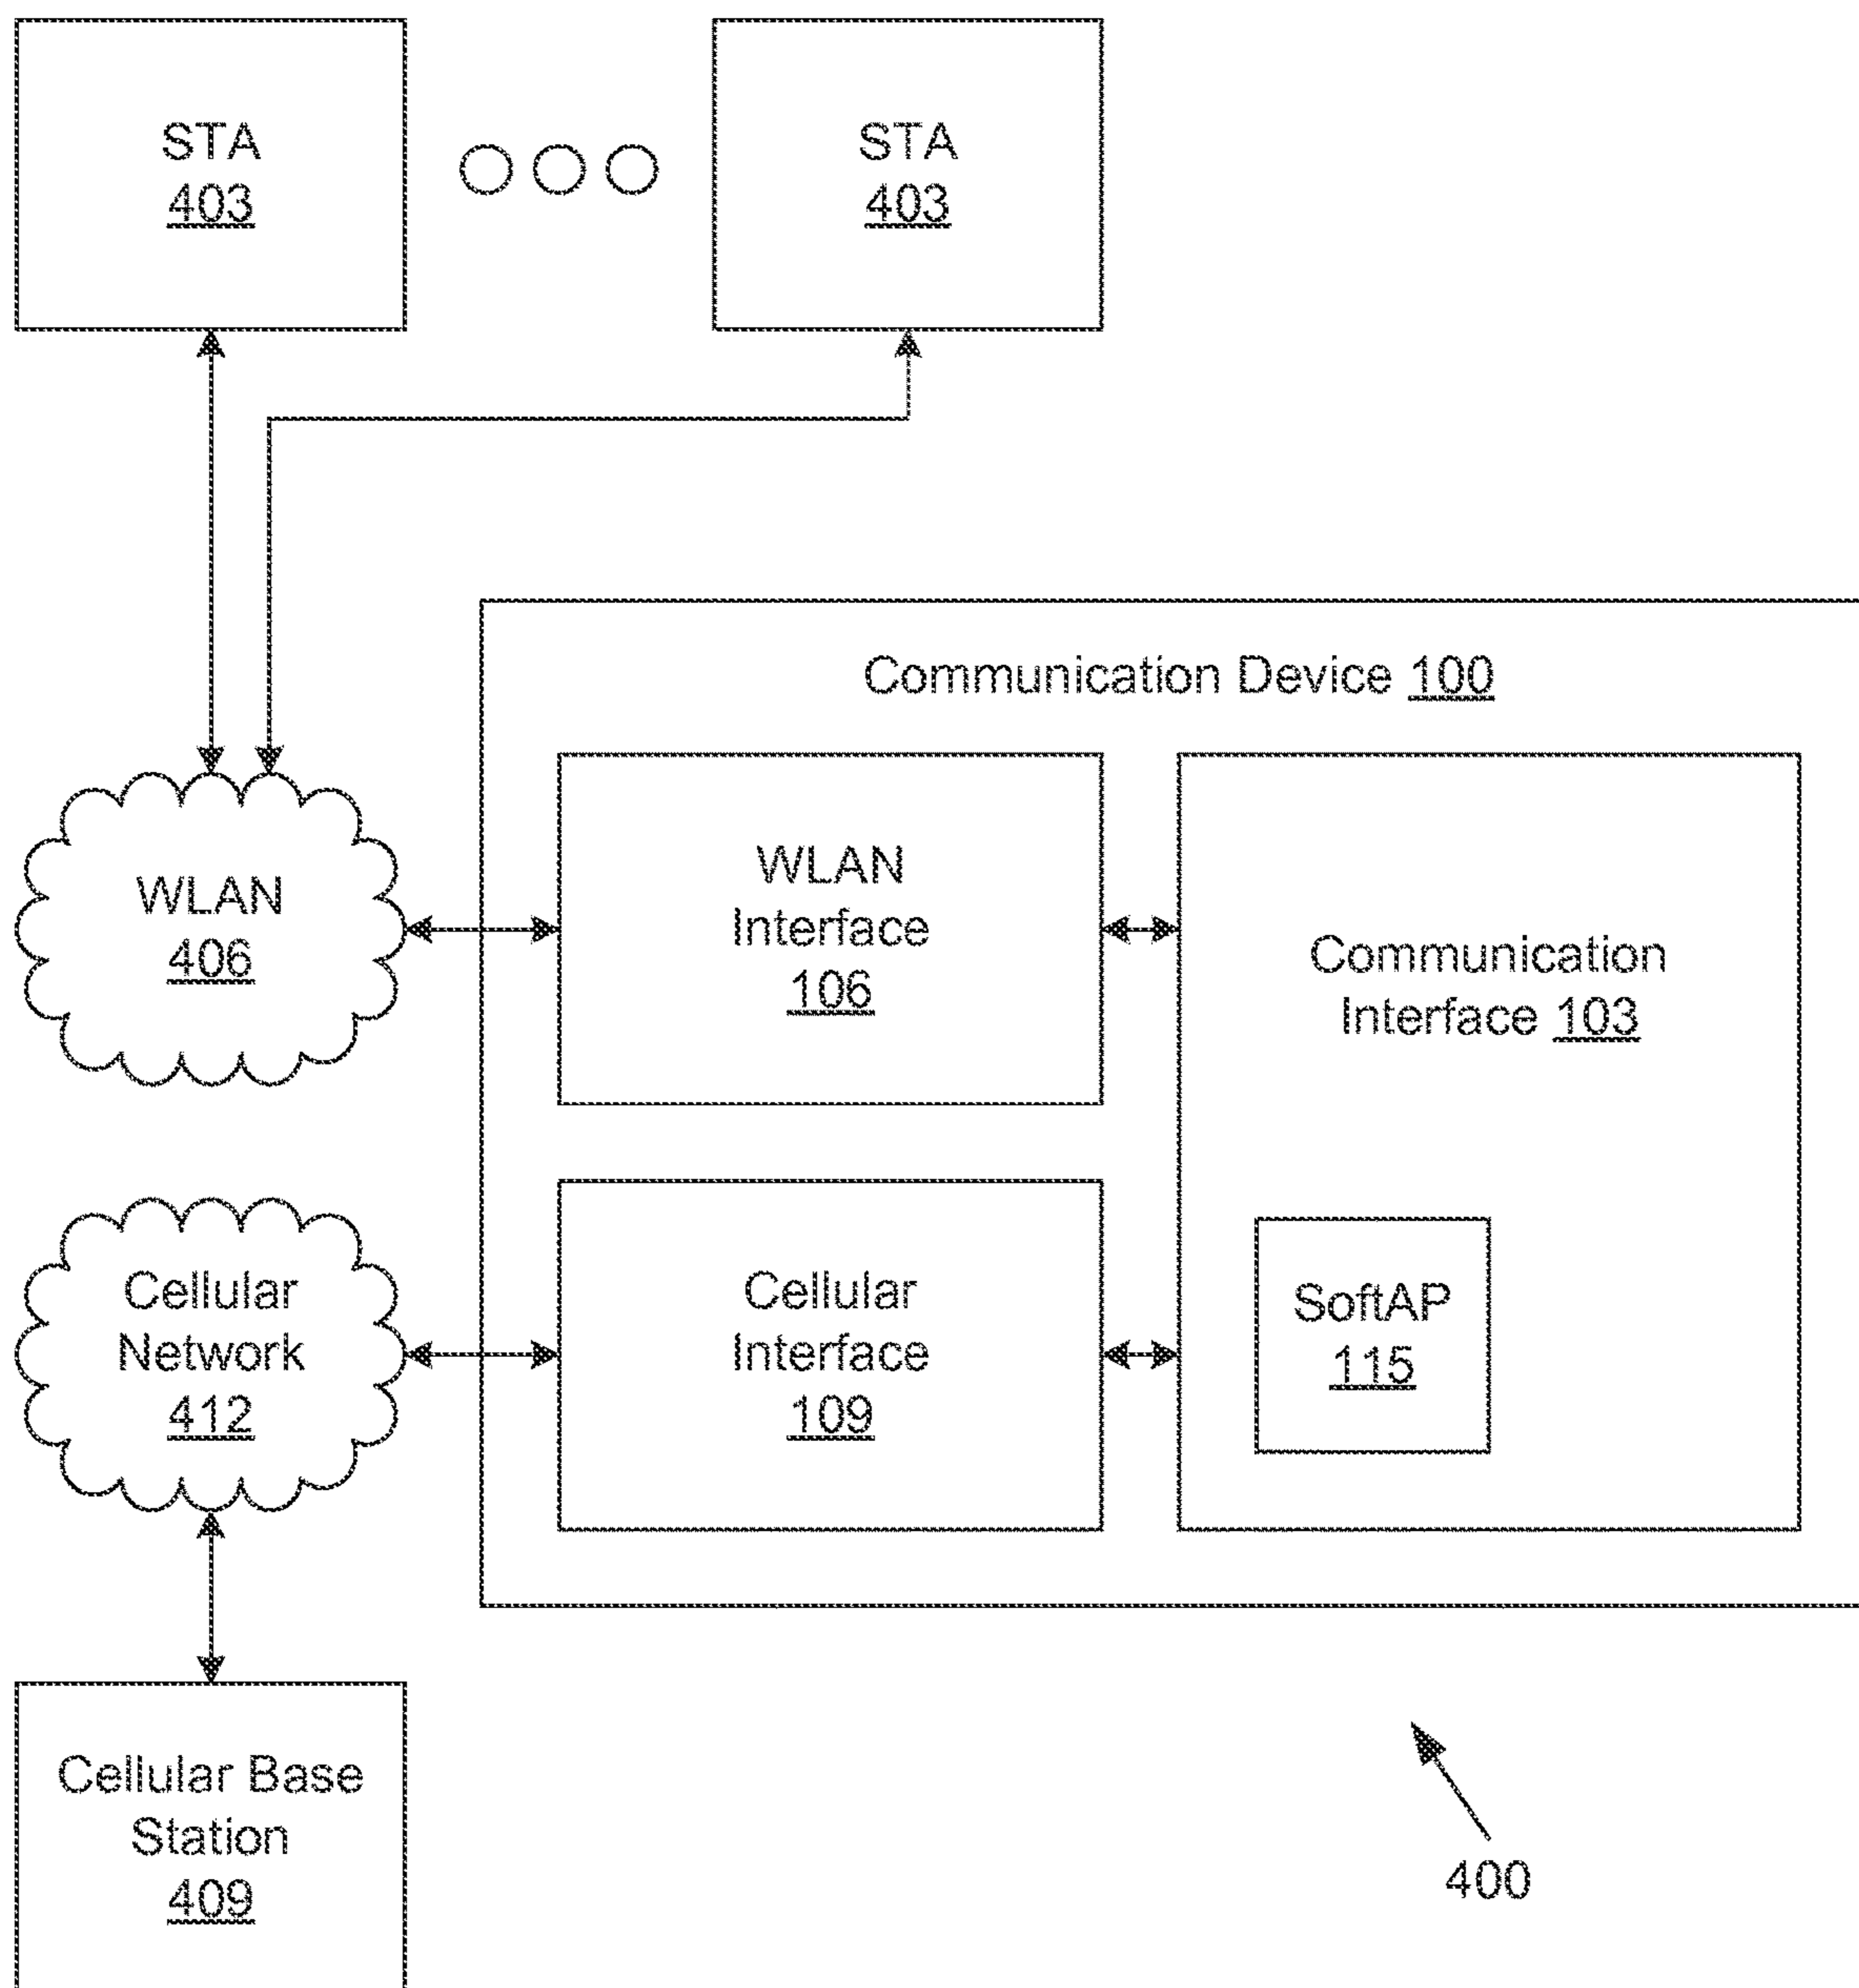 STA
403
STA
403
Communication Device 100
WLAN
406
WLAN
Interface
106
Communication
Interface 103
Cellular
Network
412
Cellular
Interface
109
SoftAP
115
Cellular Base
Station
409
400